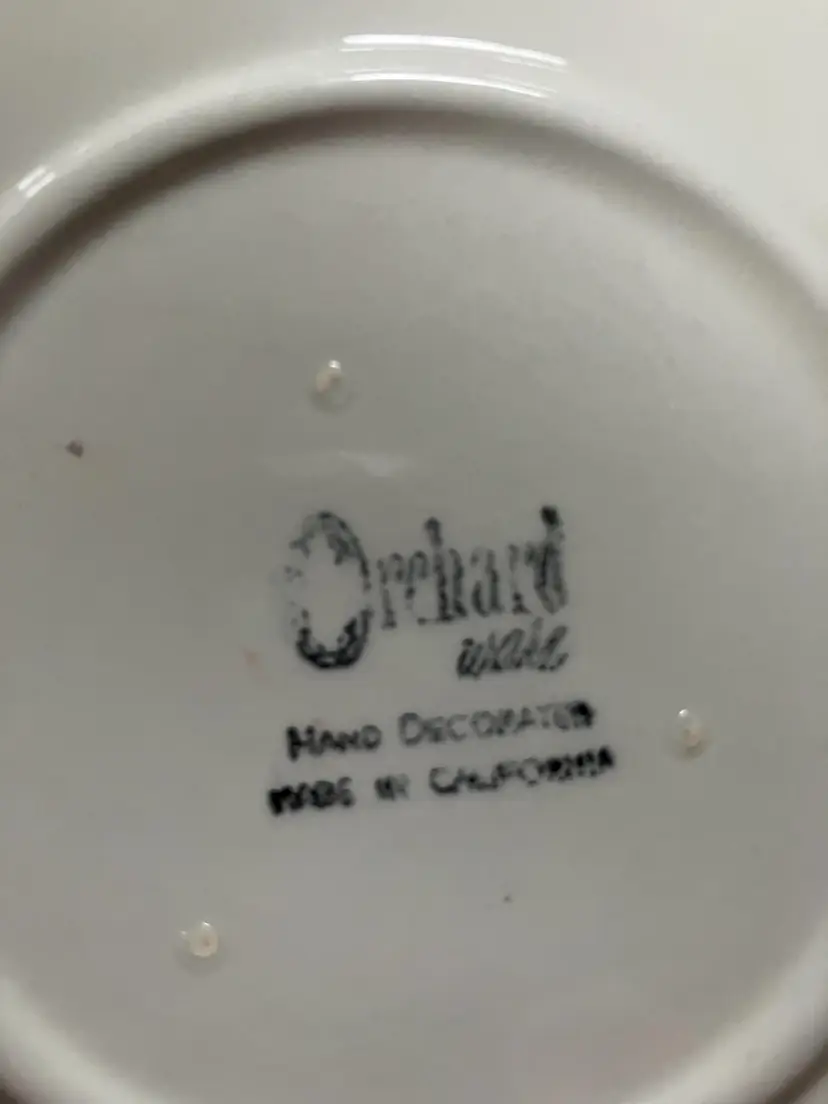 Orchard
ware
HAND DECORATED
MADE IN CALIFORNIA